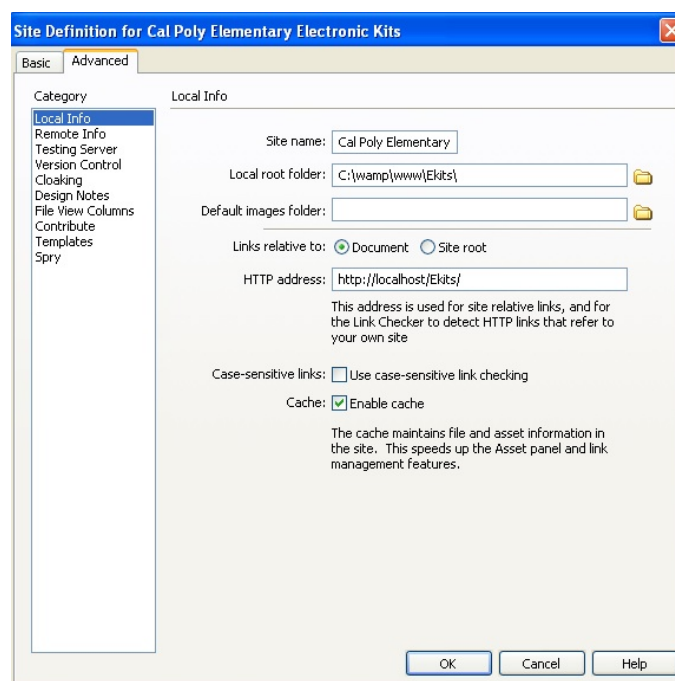 Site Definition for Cal Poly Elementary Electronic Kits
Basic
Advanced
Category
Local Info
Remote Info
Testing Server
Version Control
Cloaking
Design Notes
File View Columns
Contribute
Templates
Spry
Local Info
Site name: Cal Poly Elementary
Local root folder: C:\wamp\www\Ekits\
Default images folder:
Links relative to: Document Site root
HTTP address: http://localhost/Ekits/
This address is used for site relative links, and for
the Link Checker to detect HTTP links that refer to
your own site
Case-sensitive links: Use case-sensitive link checking
Cache: Enable cache
The cache maintains file and asset information in
the site. This speeds up the Asset panel and link
management features.
OK Cancel Help